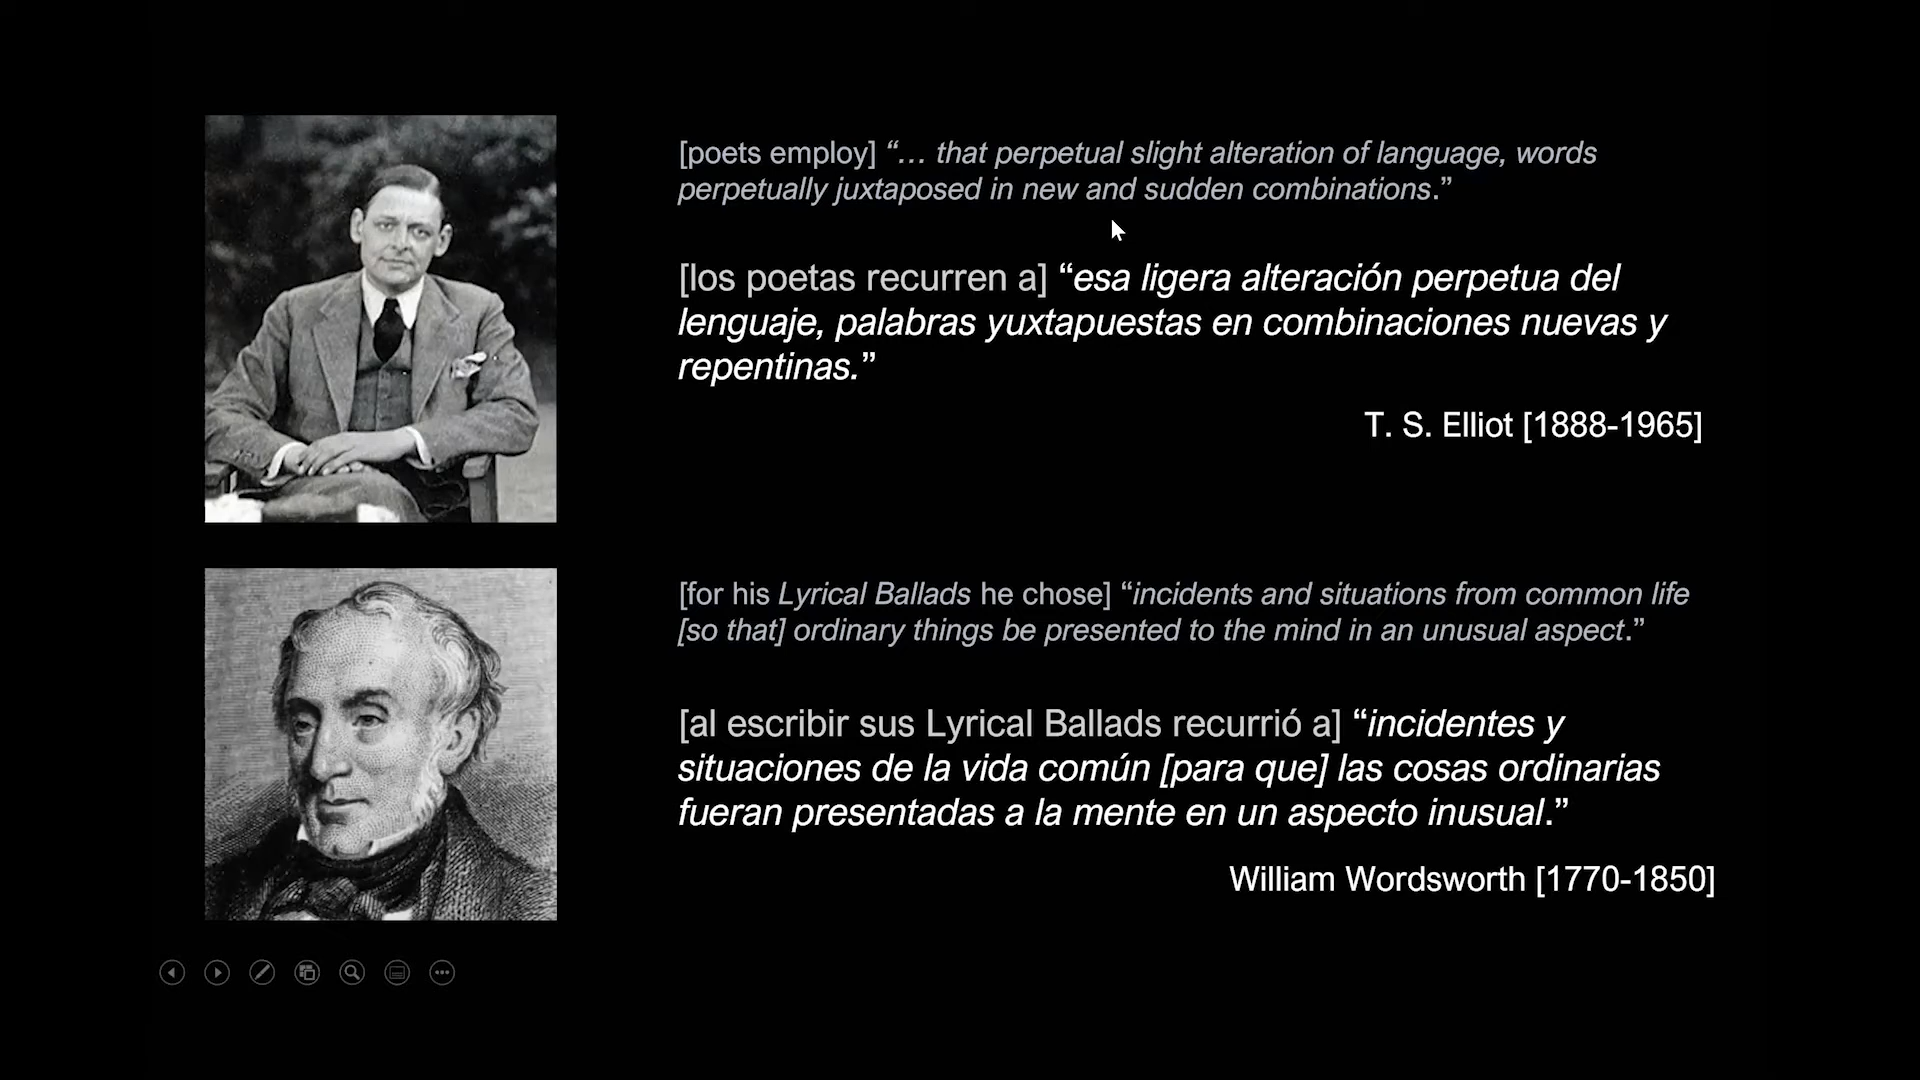 [poets employ] “… that perpetual slight alteration of language, words
perpetually juxtaposed in new and sudden combinations.”
[los poetas recurren a] “esa ligera alteración perpetua del
lenguaje, palabras yuxtapuestas en combinaciones nuevas y
repentinas.”
T. S. Elliot [1888-1965]
[for his Lyrical Ballads he chose] “incidents and situations from common life
[so that] ordinary things be presented to the mind in an unusual aspect.”
[al escribir sus Lyrical Ballads recurrió a] “incidentes y
situaciones de la vida común [para que] las cosas ordinarias
fueran presentadas a la mente en un aspecto inusual.”
William Wordsworth [1770-1850]